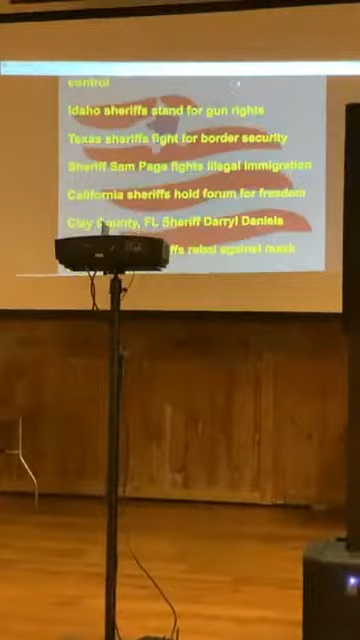 control
Idaho sheriffs stand for gun rights
Texas sheriffs fight for border security
Sheriff Sam Page fights illegal immigration
California sheriffs hold forum for freedom
Clay County, FL Sheriff Darryl Daniels
ffs rebel against mask